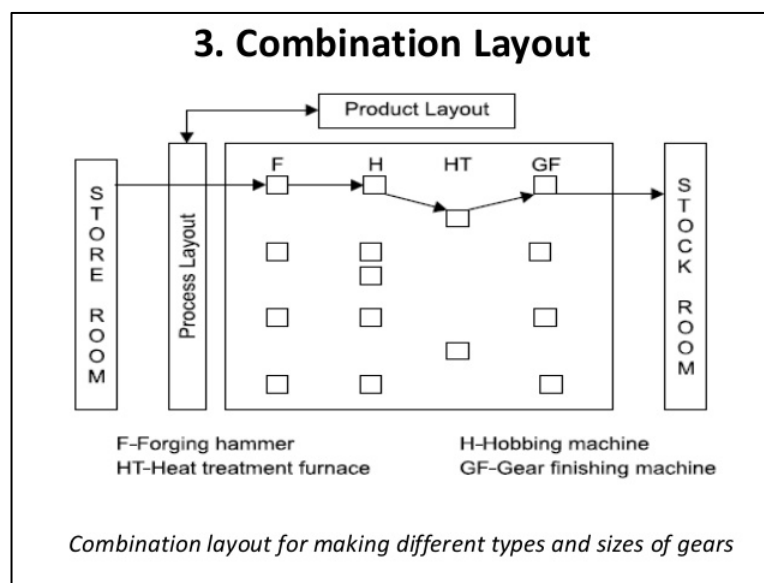 3. Combination Layout
Product Layout
F H HT GF
STORE ROOM
Process Layout
STOCK ROOM
F–Forging hammer H–Hobbing machine
HT–Heat treatment furnace GF–Gear finishing machine
Combination layout for making different types and sizes of gears